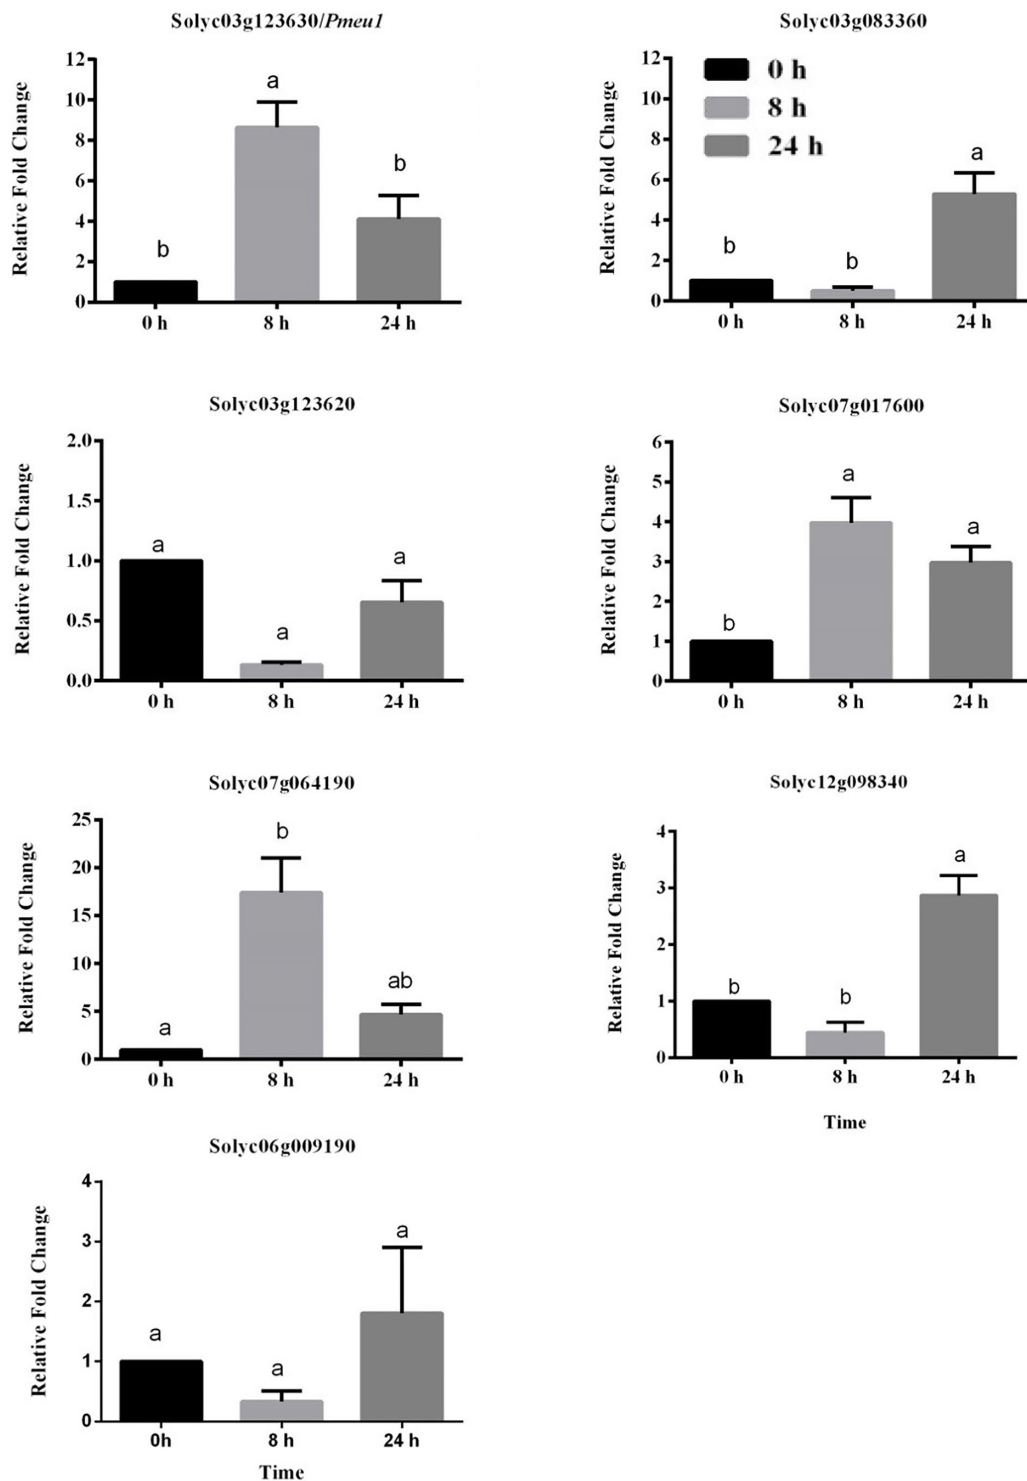 Solyc03g123630/Pmeu1
Relative Fold Change
12
10
8
6
4
2
0
a
b
b
0 h
8 h
24 h
Solyc03g083360
Relative Fold Change
12
10
8
6
4
2
0
0 h
8 h
24 h
b
b
a
0 h
8 h
24 h
Solyc03g123620
Relative Fold Change
2.0
1.5
1.0
0.5
0.0
a
a
a
0 h
8 h
24 h
Solyc07g017600
Relative Fold Change
6
5
4
3
2
1
0
b
a
a
0 h
8 h
24 h
Solyc07g064190
Relative Fold Change
25
20
15
10
5
0
a
b
ab
0 h
8 h
24 h
Solyc12g098340
Relative Fold Change
4
3
2
1
0
b
b
a
0 h
8 h
24 h
Time
Solyc06g009190
Relative Fold Change
4
3
2
1
0
a
a
a
0h
8 h
24 h
Time